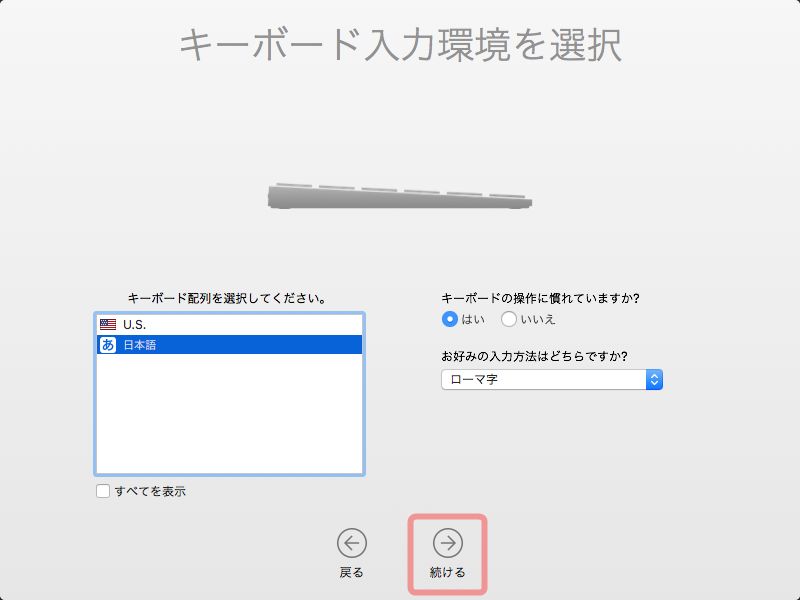 キーボード入力環境を選択
キーボード配列を選択してください。
U.S.
あ 日本語
すべてを表示
キーボードの操作に慣れていますか?
はい いいえ
お好みの入力方法はどちらですか?
ローマ字
戻る
続ける